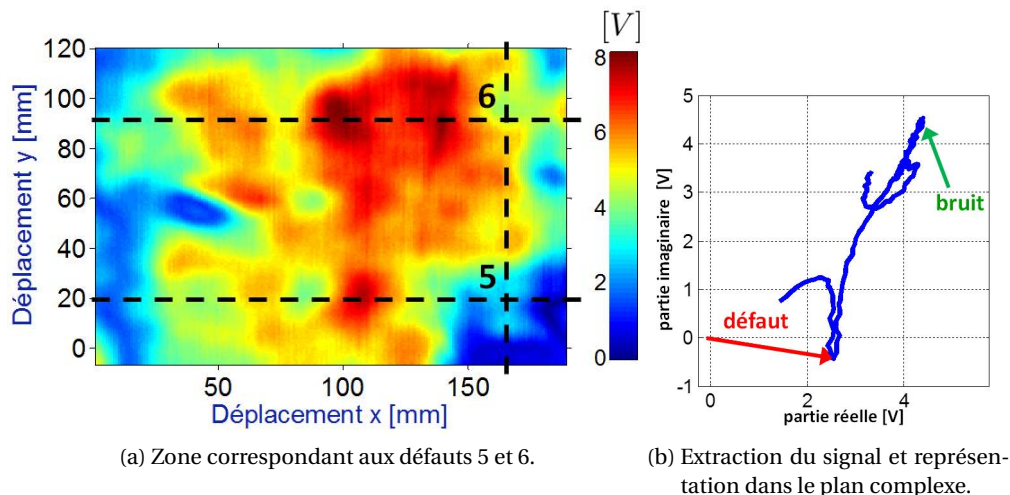 [V]
120
100
80
60
40
20
0
Déplacement y [mm]
6
5
50
100
150
Déplacement x [mm]
8
6
4
2
0
(a) Zone correspondant aux défauts 5 et 6.
5
4
3
2
1
0
-1
partie imaginaire [V]
bruit
défaut
0
2
4
partie réelle [V]
(b) Extraction du signal et représen-
tation dans le plan complexe.